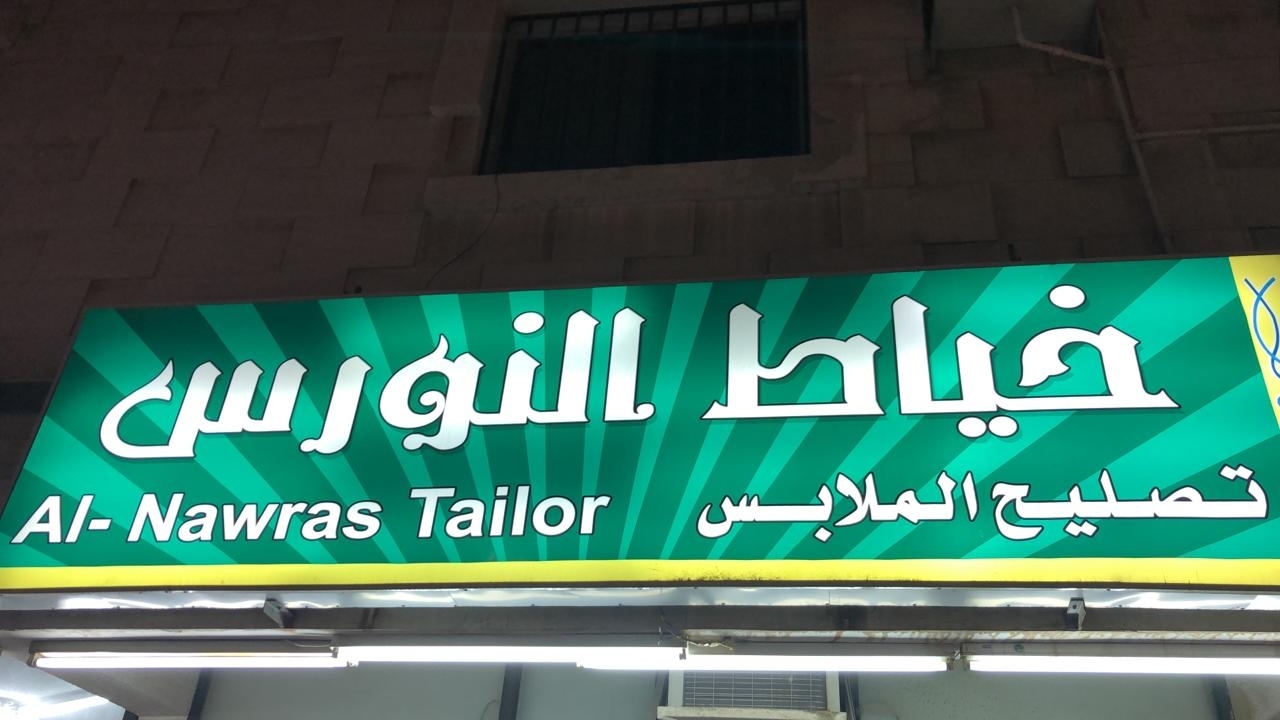 خياط النورس
تصليح الملابس
Al- Nawras Tailor